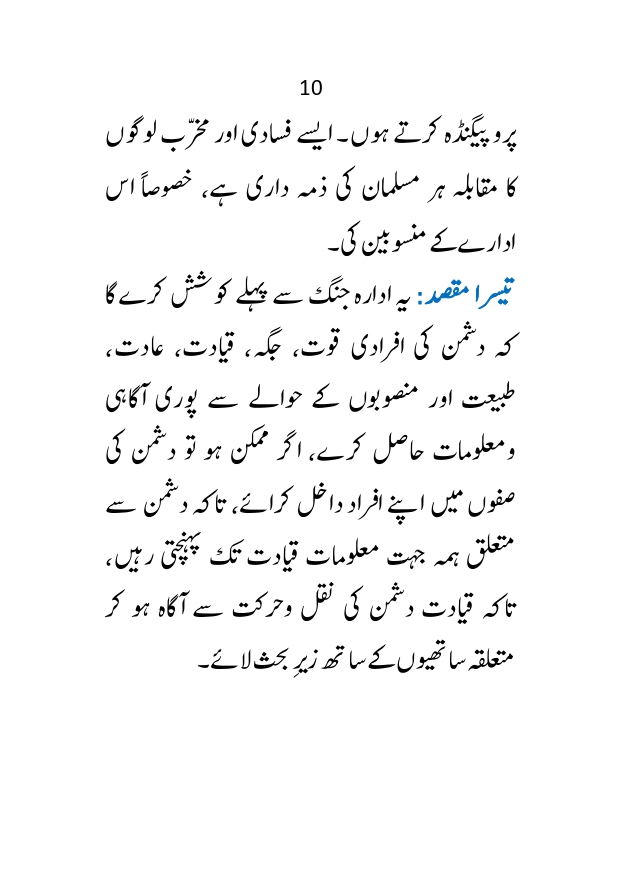 10
پروپیگنڈہ کرتے ہوں۔ ایسے فسادی اور مخرّب لوگوں
کا مقابلہ ہر مسلمان کی ذمہ داری ہے، خصوصاً اس
ادارےکے منسوبین کی۔
تیسرا مقصد: یہ ادارہ جنگ سے پہلے کوشش کرے گا
کہ دشمن کی افرادی قوت، جگہ، قیادت، عادت،
طبیعت اور منصوبوں کے حوالے سے پوری آگاہی
ومعلومات حاصل کرے، اگر ممکن ہو تو دشمن کی
صفوں میں اپنے افراد داخل کرائے، تاکہ دشمن سے
متعلق ہمہ جہت معلومات قیادت تک پہنچتی رہیں،
تاکہ قیادت دشمن کی نقل وحرکت سے آگاہ ہو کر
متعلقہ ساتھیوں کے ساتھ زیرِ بحث لائے۔